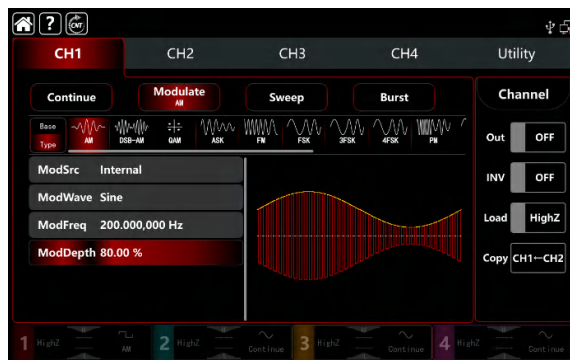 ? CNT
CH1 CH2 CH3 CH4 Utility
Continue Modulate AM Sweep Burst Channel
Base
Type AM DSB-AM QAM ASK FM FSK 3FSK 4FSK PM
Out OFF
ModSrc Internal
INV OFF
ModWave Sine
ModFreq 200.000,000 Hz
Load HighZ
ModDepth 80.00 %
Copy CH1←CH2
1 HighZ AM 2 HighZ Continue 3 HighZ Continue 4 HighZ Continue